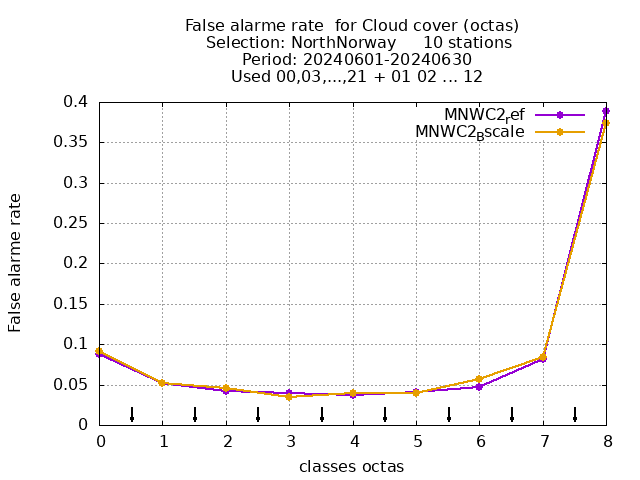 False alarme rate  for Cloud cover (octas)
Selection: NorthNorway     10 stations
Period: 20240601-20240630
Used 00,03,...,21 + 01 02 ... 12
MNWC2ref
MNWC2Bscale
0.4
0.35
0.3
0.25
0.2
0.15
0.1
0.05
0
False alarme rate
0 1 2 3 4 5 6 7 8
classes octas